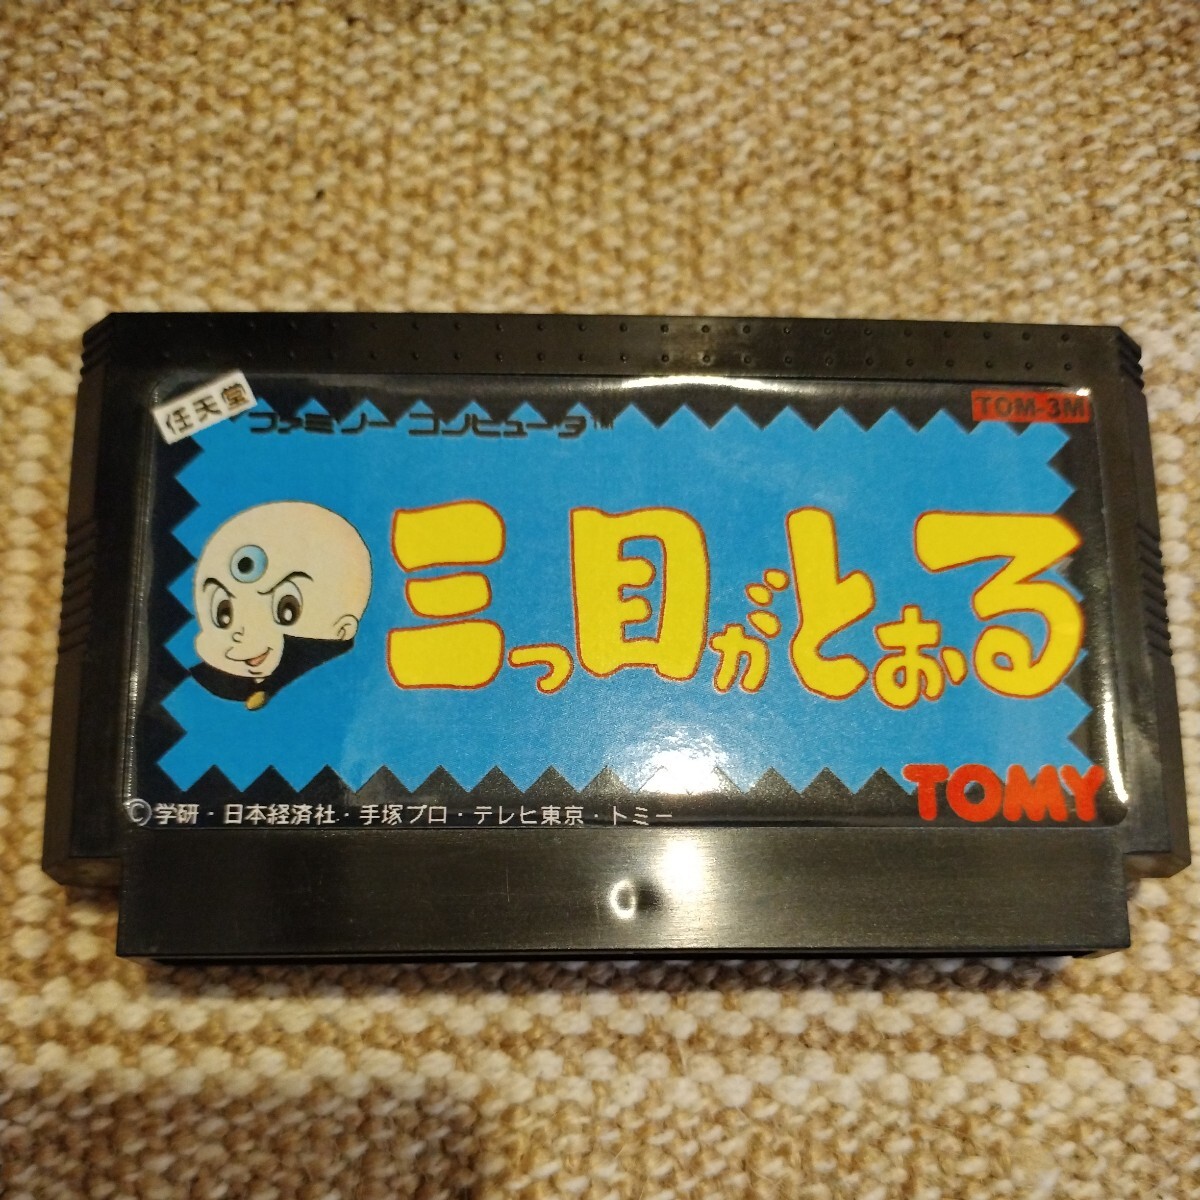 任天堂
ファミリー コンピュータ™
TOM-3M
三つ目がとおる
TOMY
©学研・日本経済社・手塚プロ・テレビ東京・トミー